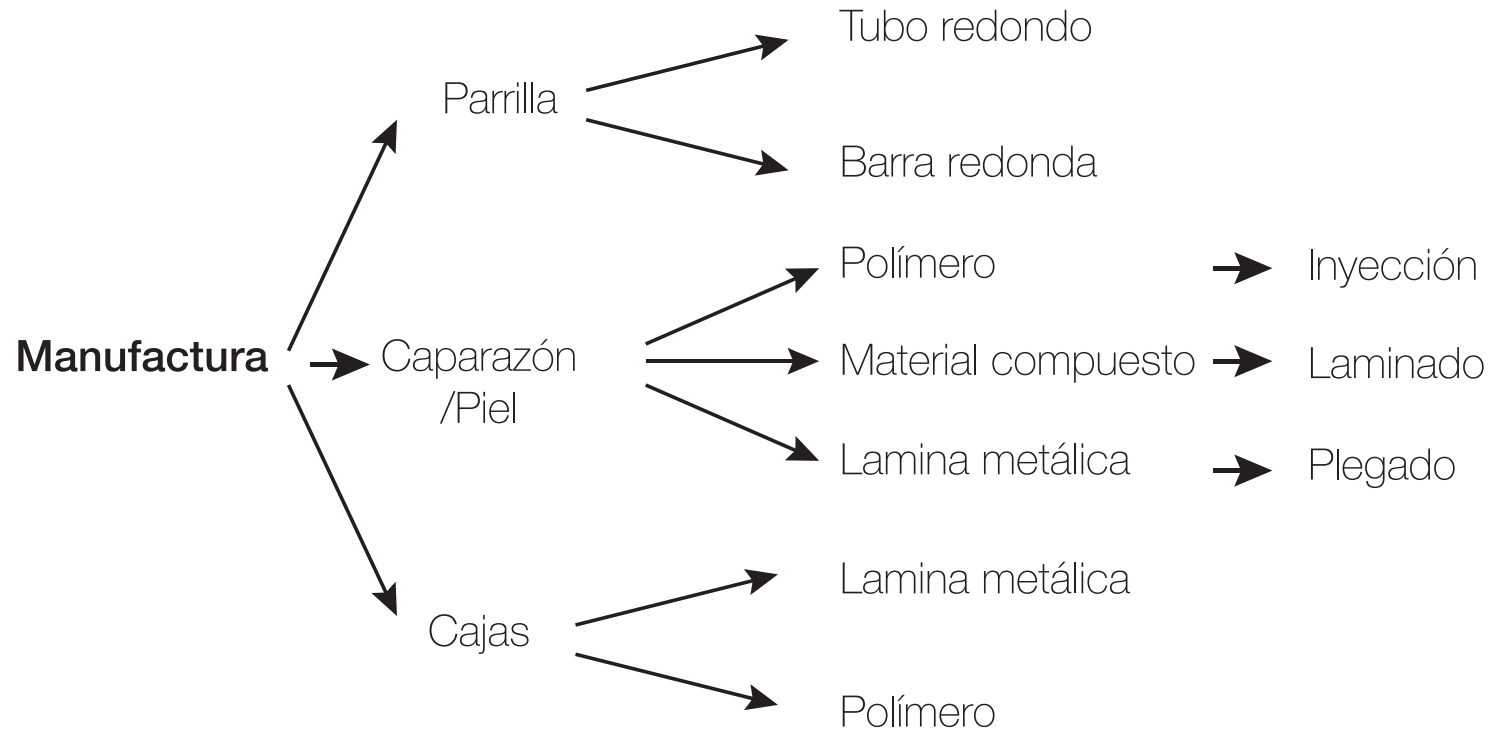 Tubo redondo
Parrilla
Barra redonda
Polímero
Inyección
Manufactura
Caparazón
/Piel
Material compuesto
Laminado
Lamina metálica
Plegado
Lamina metálica
Cajas
Polímero